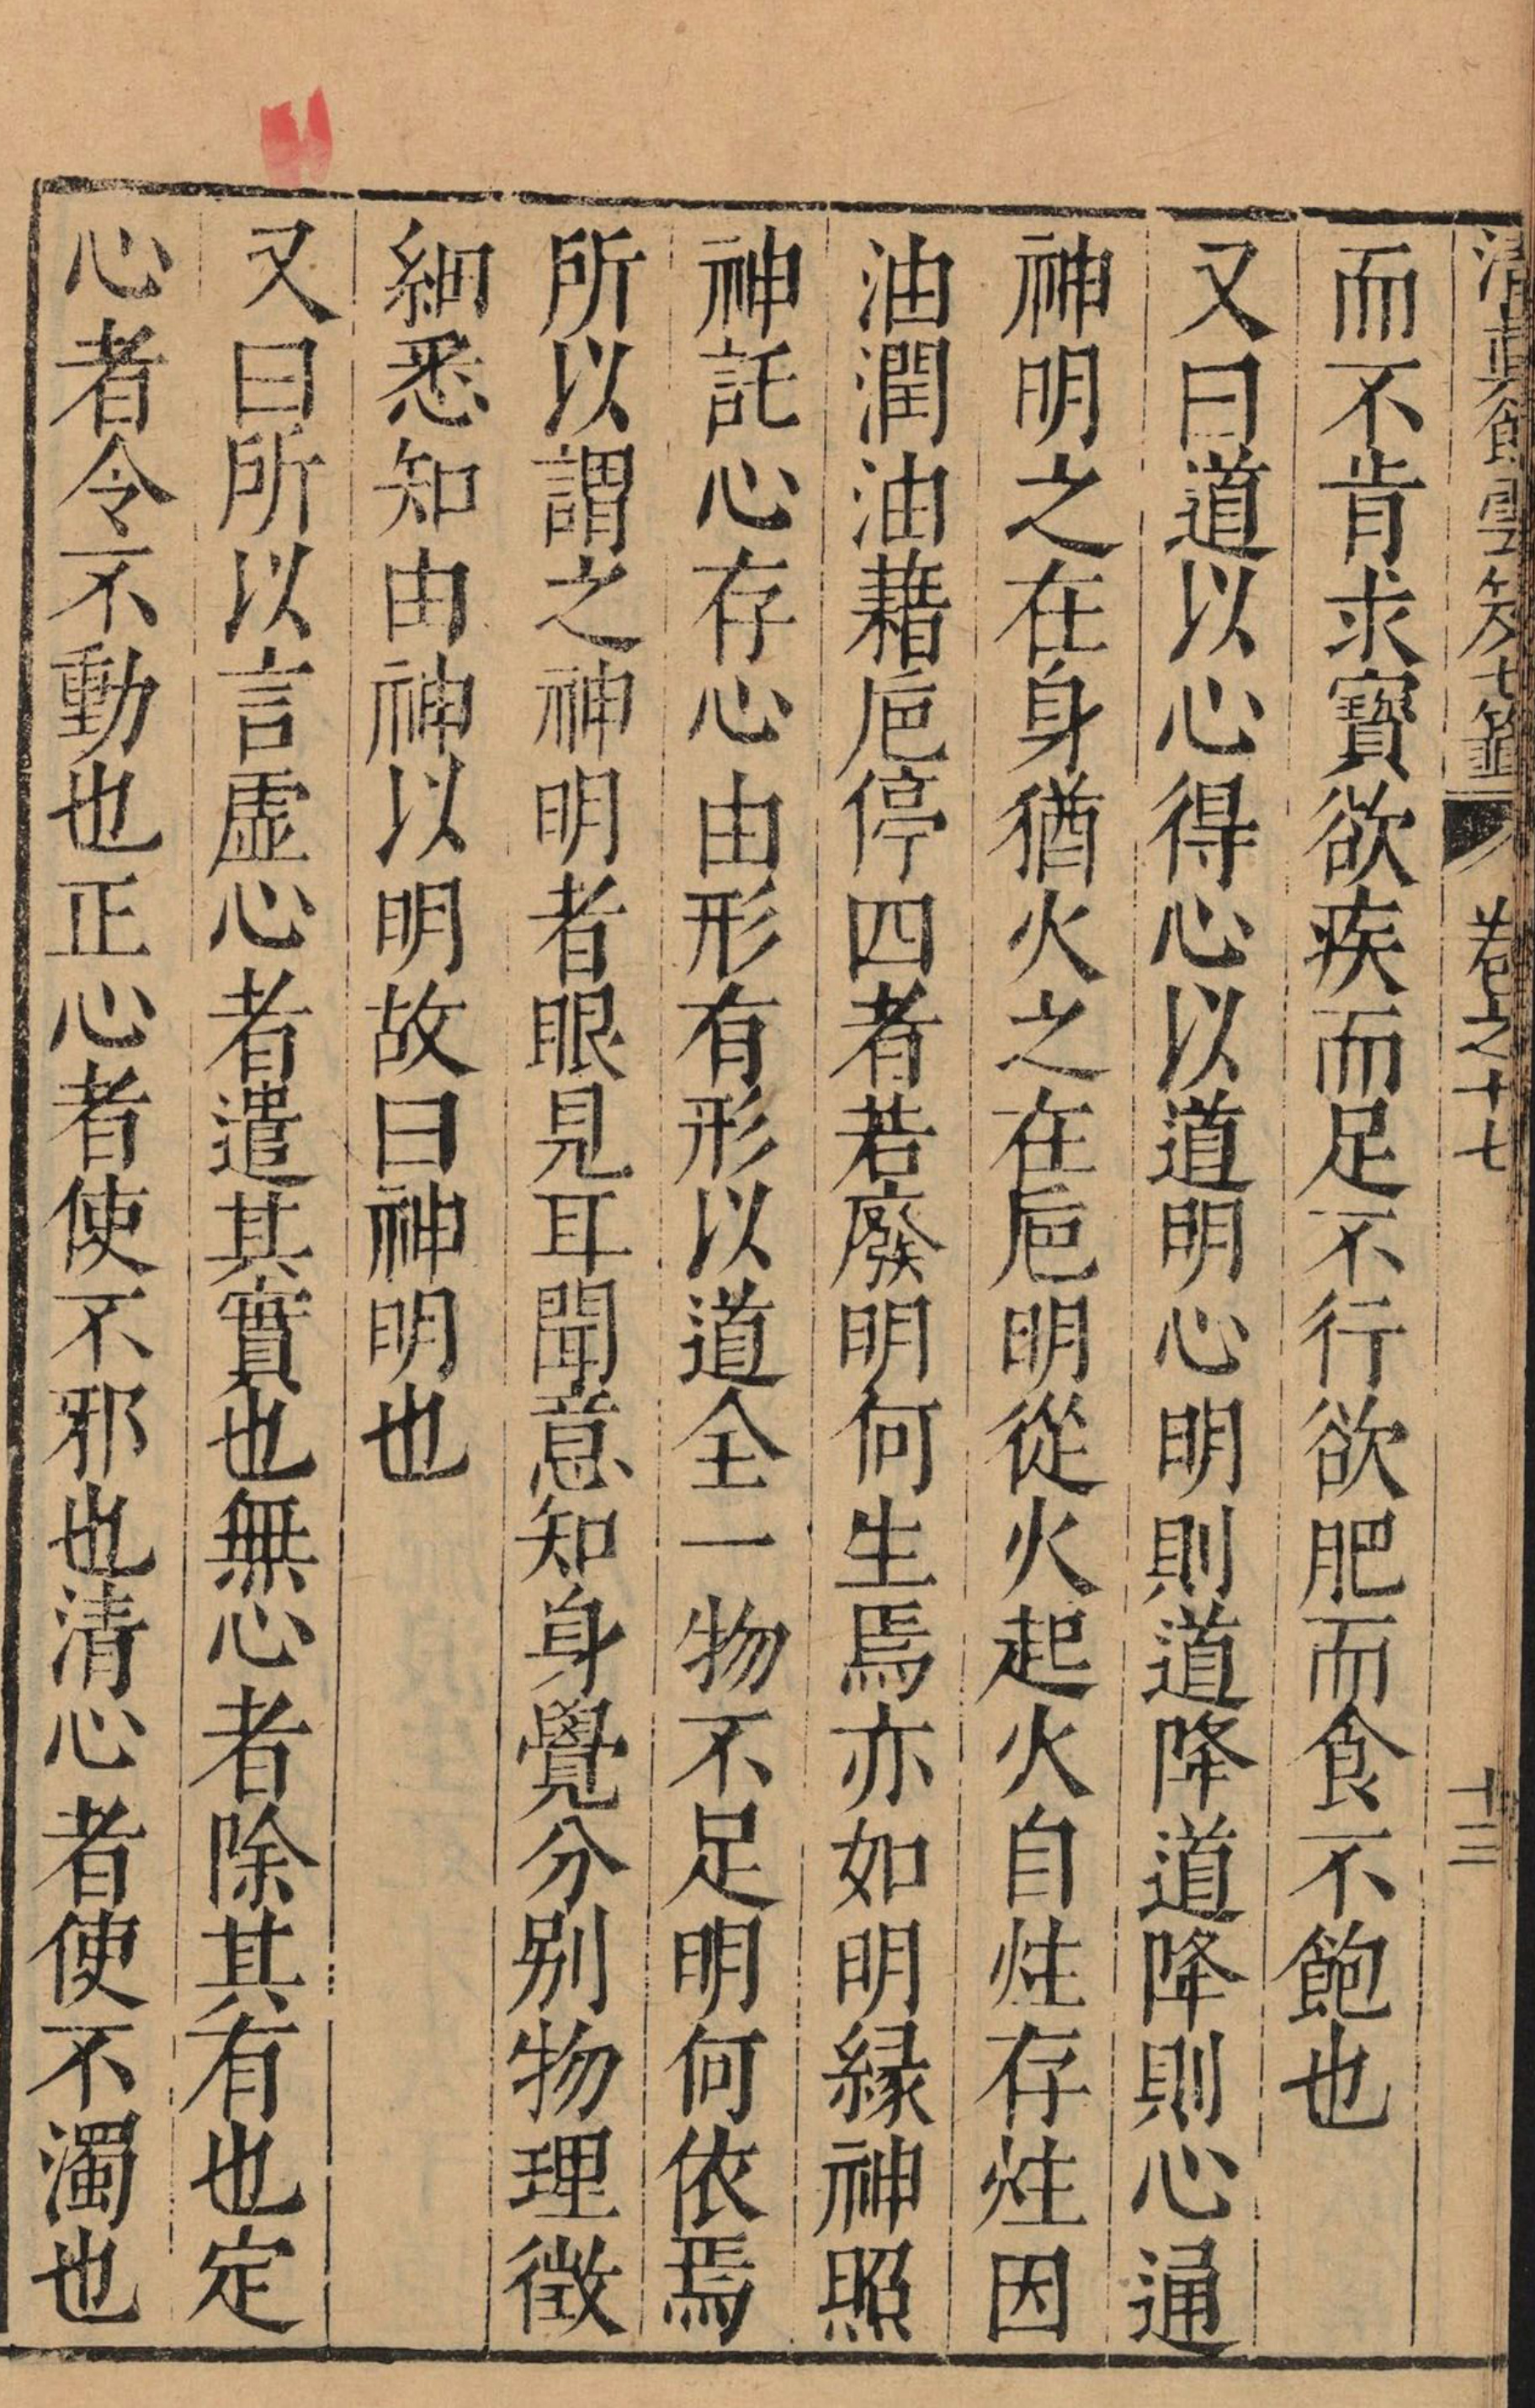 清眞館雲笈七籤 卷之十七 十三
而不肯求寶欲疾而足不行欲肥而食不飽也
又曰道以心得心以道明心明則道降道降則心通
神明之在身猶火之在巵明從火起火自炷存炷因
油潤油藉巵停四者若廢明何生焉亦如明緣神照
神託心存心由形有形以道全一物不足明何依焉
所以謂之神明者眼見耳聞意知身覺分別物理徵
細悉知由神以明故曰神明也
又曰所以言虛心者遣其實也無心者除其有也定
心者令不動也正心者使不邪也清心者使不濁也